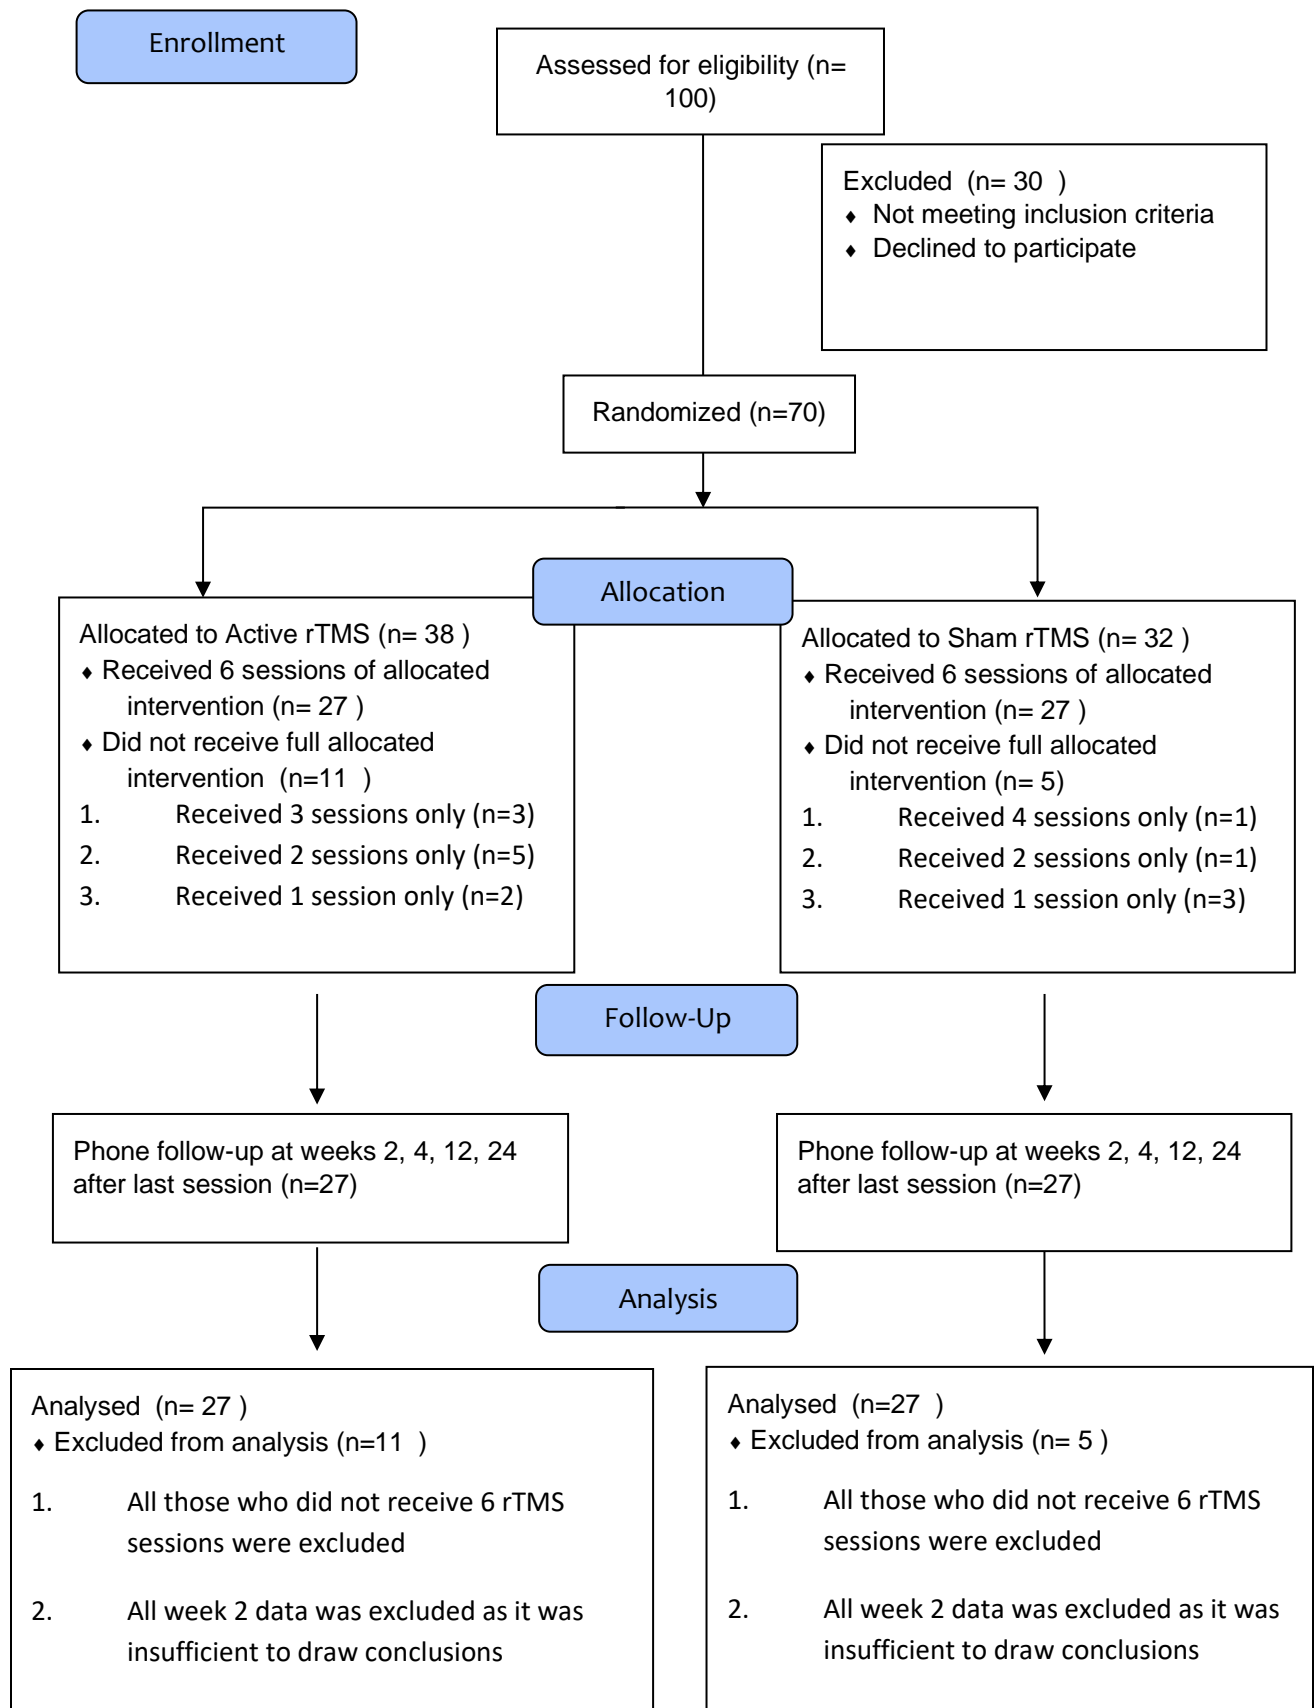 Enrollment
Assessed for eligibility (n=
100)
Excluded (n= 30 )
♦ Not meeting inclusion criteria
♦ Declined to participate
Randomized (n=70)
Allocation
Allocated to Active rTMS (n= 38 )
♦ Received 6 sessions of allocated
intervention (n= 27 )
♦ Did not receive full allocated
intervention (n=11 )
1. Received 3 sessions only (n=3)
2. Received 2 sessions only (n=5)
3. Received 1 session only (n=2)
Allocated to Sham rTMS (n= 32 )
♦ Received 6 sessions of allocated
intervention (n= 27 )
♦ Did not receive full allocated
intervention (n= 5)
1. Received 4 sessions only (n=1)
2. Received 2 sessions only (n=1)
3. Received 1 session only (n=3)
Follow-Up
Phone follow-up at weeks 2, 4, 12, 24
after last session (n=27)
Phone follow-up at weeks 2, 4, 12, 24
after last session (n=27)
Analysis
Analysed (n= 27 )
♦ Excluded from analysis (n=11 )
1. All those who did not receive 6 rTMS
sessions were excluded
2. All week 2 data was excluded as it was
insufficient to draw conclusions
Analysed (n=27 )
♦ Excluded from analysis (n= 5 )
1. All those who did not receive 6 rTMS
sessions were excluded
2. All week 2 data was excluded as it was
insufficient to draw conclusions